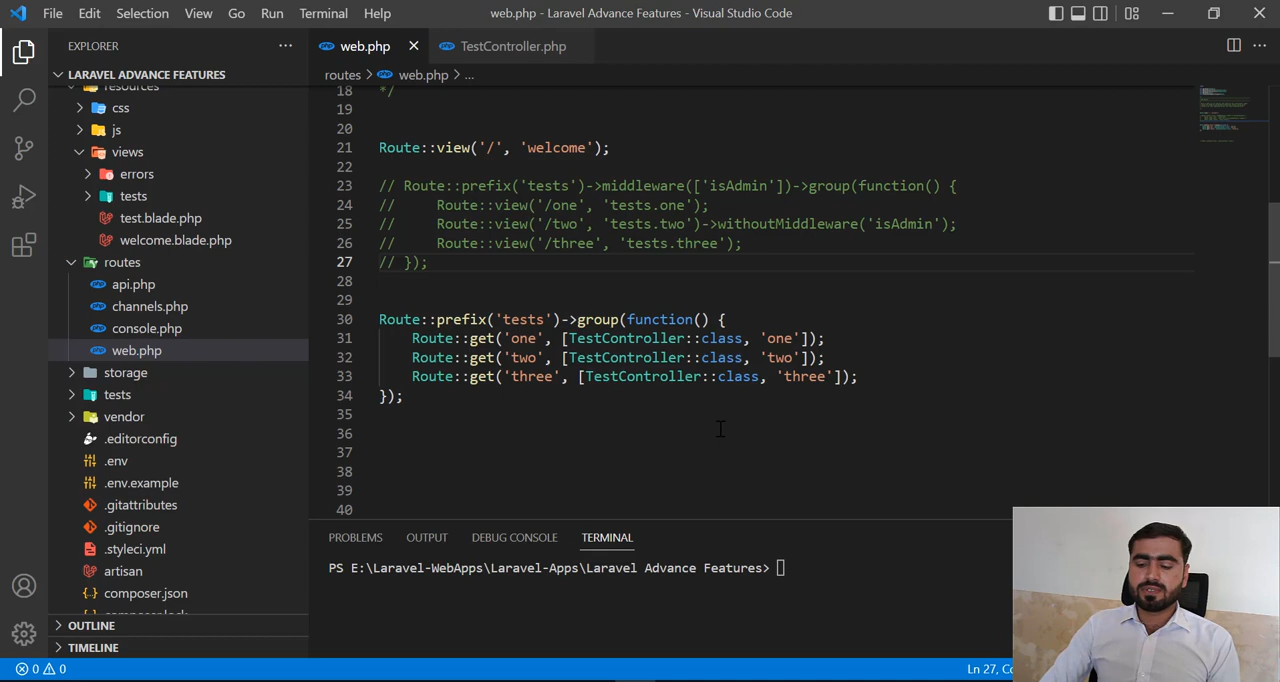 File Edit Selection View Go Run Terminal Help web.php - Laravel Advance Features - Visual Studio Code
EXPLORER
LARAVEL ADVANCE FEATURES
resources
css
js
views
errors
tests
test.blade.php
welcome.blade.php
routes
api.php
channels.php
console.php
web.php
storage
tests
vendor
.editorconfig
.env
.env.example
.gitattributes
.gitignore
.styleci.yml
artisan
composer.json
composer.lock
OUTLINE
TIMELINE
web.php TestController.php
routes > web.php > ...
18 */
19
20
21 Route::view('/', 'welcome');
22
23 // Route::prefix('tests')->middleware(['isAdmin'])->group(function() {
24 //     Route::view('/one', 'tests.one');
25 //     Route::view('/two', 'tests.two')->withoutMiddleware('isAdmin');
26 //     Route::view('/three', 'tests.three');
27 // });
28
29
30 Route::prefix('tests')->group(function() {
31     Route::get('one', [TestController::class, 'one']);
32     Route::get('two', [TestController::class, 'two']);
33     Route::get('three', [TestController::class, 'three']);
34 });
35
36
37
38
39
40
PROBLEMS OUTPUT DEBUG CONSOLE TERMINAL
PS E:\Laravel-WebApps\Laravel-Apps\Laravel Advance Features>
0 0 Ln 27,